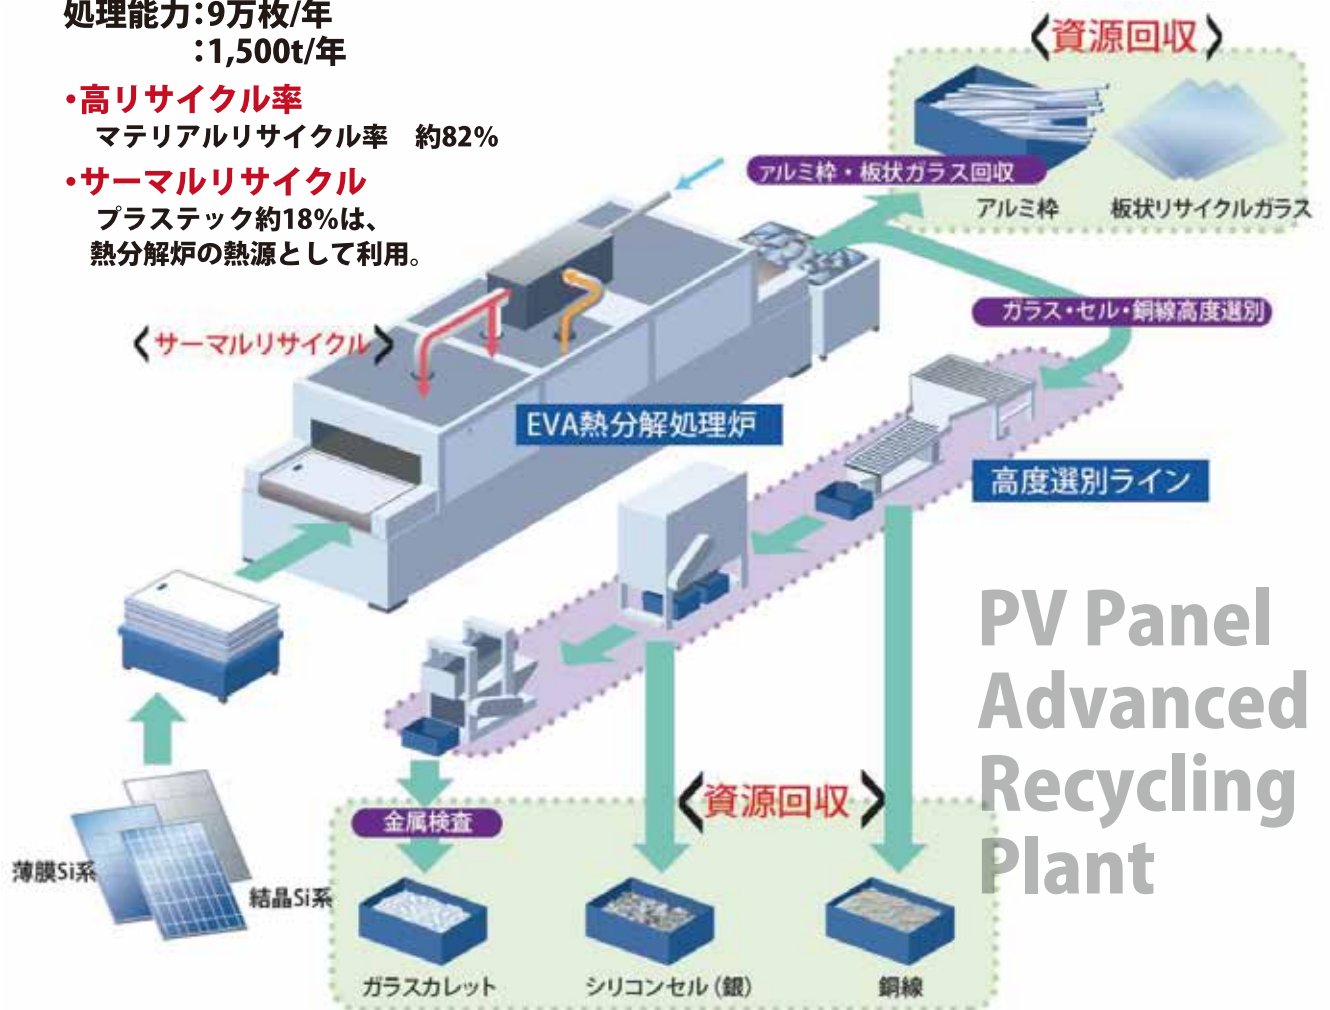 処理能力：9万枚/年
：1,500t/年
・高リサイクル率
マテリアルリサイクル率　約82%
・サーマルリサイクル
プラステック約18%は、
熱分解炉の熱源として利用。
〈資源回収〉
アルミ枠・板状ガラス回収
アルミ枠
板状リサイクルガラス
ガラス・セル・銅線高度選別
〈サーマルリサイクル〉
EVA熱分解処理炉
高度選別ライン
PV Panel
Advanced
Recycling
Plant
〈資源回収〉
金属検査
薄膜Si系
結晶Si系
ガラスカレット
シリコンセル（銀）
銅線